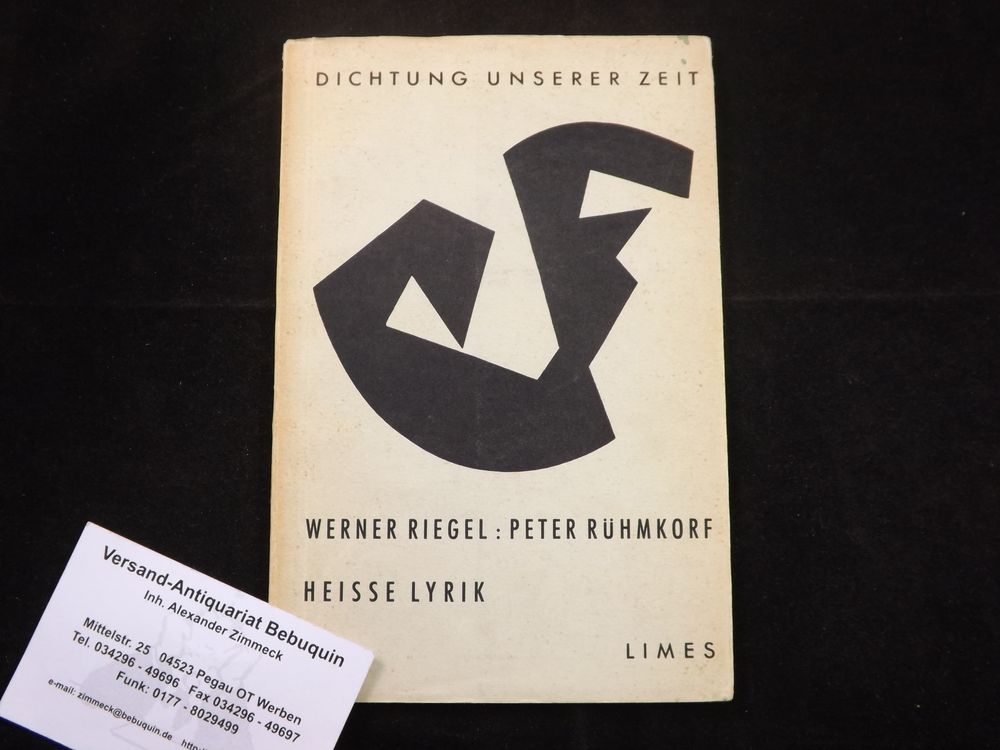 DICHTUNG UNSERER ZEIT
WERNER RIEGEL : PETER RÜHMKORF
HEISSE LYRIK
LIMES
Versand-Antiquariat Bebuquin
Inh. Alexander Zimmeck
Mittelstr. 25 04523 Pegau OT Werben
Tel. 034296 - 49696 Fax 034296 - 49697
Funk: 0177 - 8029499
e-mail: zimmeck@bebuquin.de